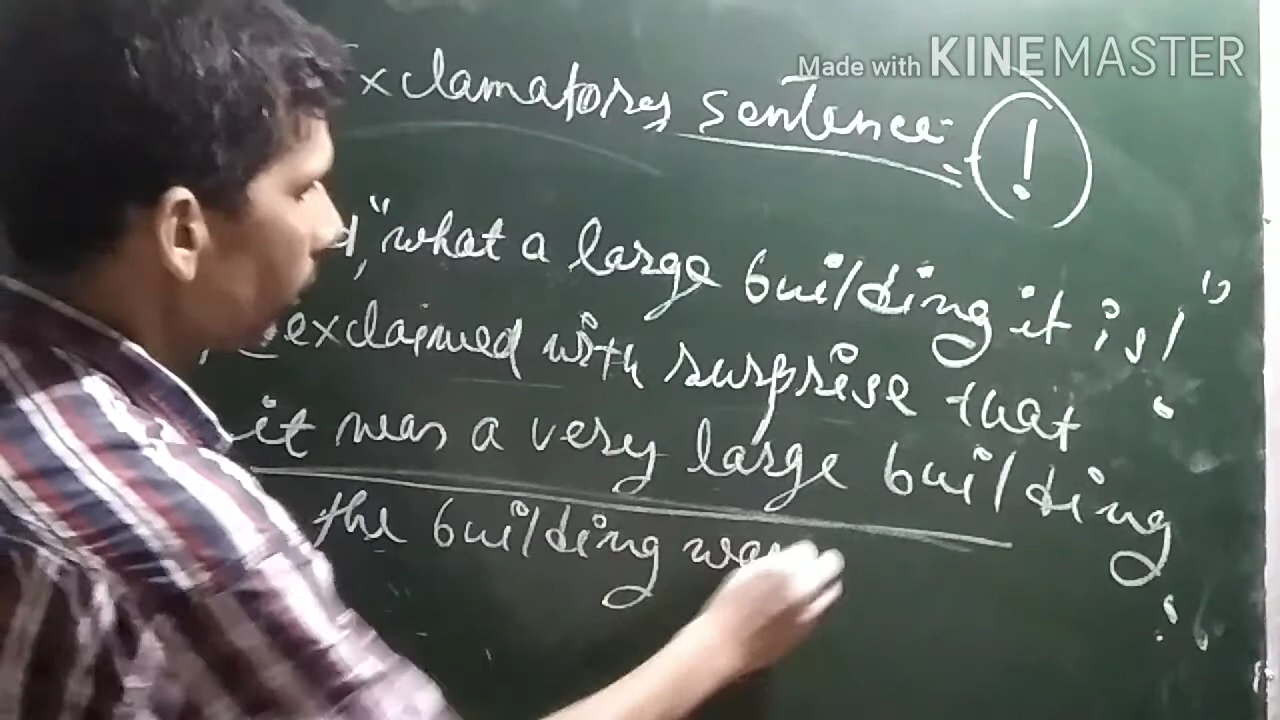 Made with KINEMASTER
xclamatory sentence:- !
d, "what a large building it is!"
exclaimed with surprise that
it was a very large building
the building was